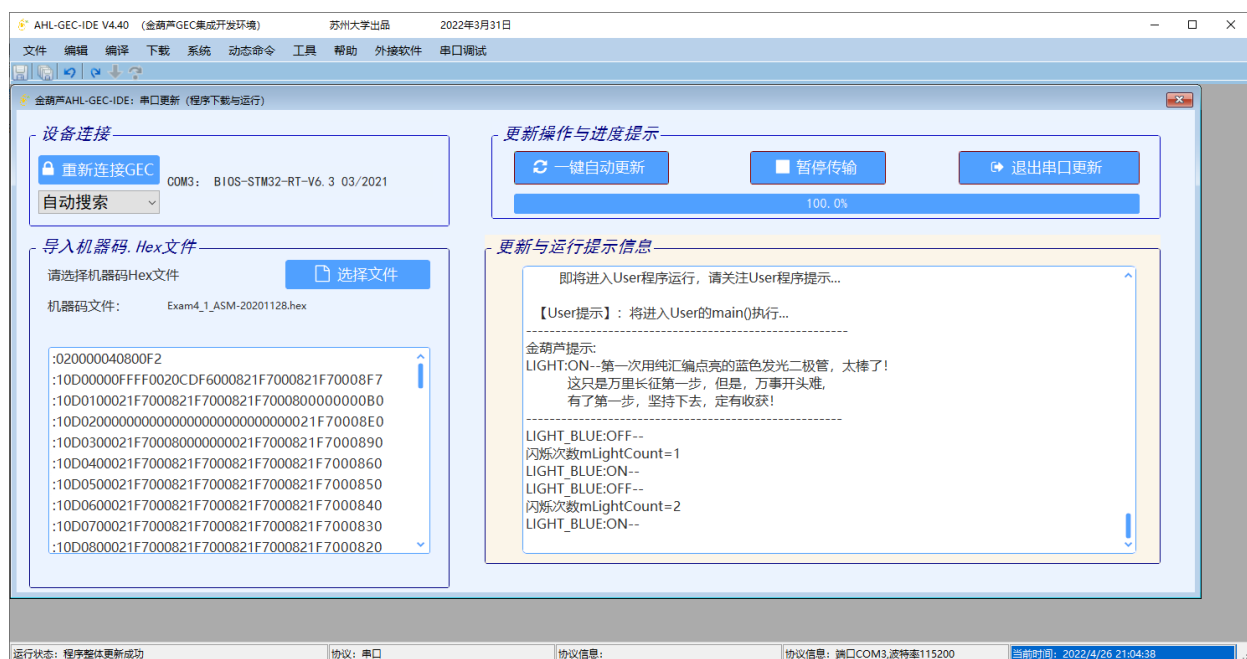 AHL-GEC-IDE V4.40 (金葫芦GEC集成开发环境) 苏州大学出品 2022年3月31日
文件 编辑 编译 下载 系统 动态命令 工具 帮助 外接软件 串口调试
金葫芦AHL-GEC-IDE: 串口更新 (程序下载与运行)
设备连接
重新连接GEC
COM3: BIOS-STM32-RT-V6.3 03/2021
自动搜索
更新操作与进度提示
一键自动更新 暂停传输 退出串口更新
100.0%
导入机器码.Hex文件
请选择机器码Hex文件 选择文件
机器码文件: Exam4_1_ASM-20201128.hex
:020000040800F2
:10D00000FFFF0020CDF6000821F7000821F70008F7
:10D0100021F7000821F7000821F7000800000000B0
:10D0200000000000000000000000000021F70008E0
:10D0300021F700080000000021F7000821F7000890
:10D0400021F7000821F7000821F7000821F7000860
:10D0500021F7000821F7000821F7000821F7000850
:10D0600021F7000821F7000821F7000821F7000840
:10D0700021F7000821F7000821F7000821F7000830
:10D0800021F7000821F7000821F7000821F7000820
更新与运行提示信息
即将进入User程序运行，请关注User程序提示...
【User提示】: 将进入User的main()执行...
------------------------------------------------------
金葫芦提示:
LIGHT:ON--第一次用纯汇编点亮的蓝色发光二极管，太棒了！
这只是万里长征第一步，但是，万事开头难,
有了第一步，坚持下去，定有收获！
------------------------------------------------------
LIGHT_BLUE:OFF--
闪烁次数mLightCount=1
LIGHT_BLUE:ON--
LIGHT_BLUE:OFF--
闪烁次数mLightCount=2
LIGHT_BLUE:ON--
运行状态: 程序整体更新成功 协议: 串口 协议信息: 协议信息: 端口COM3,波特率115200 当前时间: 2022/4/26 21:04:38